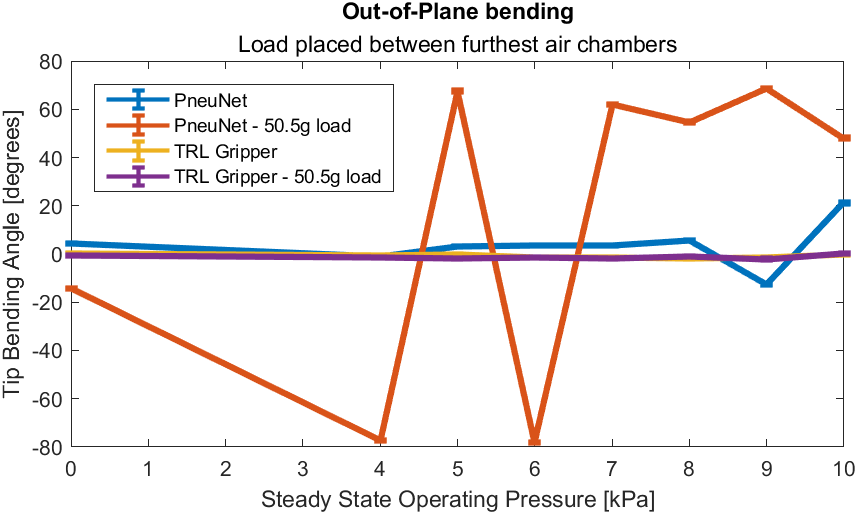 Out-of-Plane bending
Load placed between furthest air chambers
PneuNet
PneuNet - 50.5g load
TRL Gripper
TRL Gripper - 50.5g load
Tip Bending Angle [degrees]
80
60
40
20
0
-20
-40
-60
-80
0 1 2 3 4 5 6 7 8 9 10
Steady State Operating Pressure [kPa]